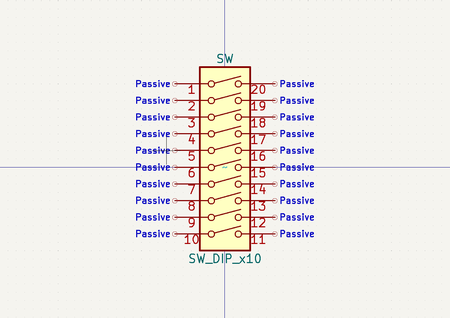 SW
Passive 1 20 Passive
Passive 2 19 Passive
Passive 3 18 Passive
Passive 4 17 Passive
Passive 5 16 Passive
Passive 6 15 Passive
Passive 7 14 Passive
Passive 8 13 Passive
Passive 9 12 Passive
Passive 10 11 Passive
SW_DIP_x10